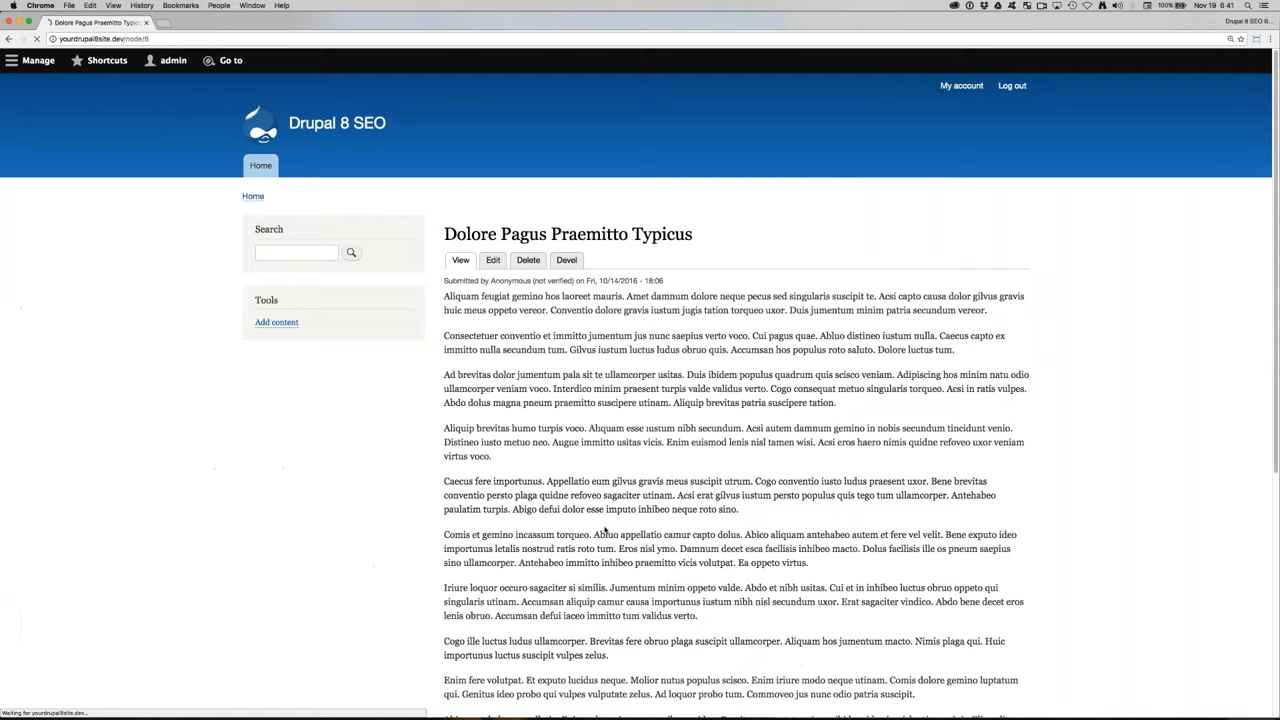 Chrome File Edit View History Bookmarks People Window Help 100% Nov 19 6:41
Dolore Pagus Praemitto Typic
Drupal 8 SEO B...
yourdrupal8site.dev/node/8
Manage Shortcuts admin Go to
My account Log out
Drupal 8 SEO
Home
Home
Search
Tools
Add content
Dolore Pagus Praemitto Typicus
View Edit Delete Devel
Submitted by Anonymous (not verified) on Fri, 10/14/2016 - 18:06
Aliquam feugiat gemino hos laoreet mauris. Amet damnum dolore neque pecus sed singularis suscipit te. Acsi capto causa dolor gilvus gravis
huic meus oppeto vereor. Conventio dolore gravis iustum jugis tation torqueo uxor. Duis jumentum minim patria secundum vereor.
Consectetuer conventio et immitto jumentum jus nunc saepius verto voco. Cui pagus quae. Abluo distineo iustum nulla. Caecus capto ex
immitto nulla secundum tum. Gilvus iustum luctus ludus obruo quis. Accumsan hos populus roto saluto. Dolore luctus tum.
Ad brevitas dolor jumentum pala sit te ullamcorper usitas. Duis ibidem populus quadrum quis scisco veniam. Adipiscing hos minim natu odio
ullamcorper veniam voco. Interdico minim praesent turpis valde validus verto. Cogo consequat metuo singularis torqueo. Acsi in ratis vulpes.
Abdo dolus magna pneum praemitto suscipere utinam. Aliquip brevitas patria suscipere tation.
Aliquip brevitas humo turpis voco. Aliquam esse iustum nibh secundum. Acsi autem damnum gemino in nobis secundum tincidunt venio.
Distineo iusto metuo neo. Augue immitto usitas vicis. Enim euismod lenis nisl tamen wisi. Acsi eros haero nimis quidne refoveo uxor veniam
virtus voco.
Caecus fere importunus. Appellatio eum gilvus gravis meus suscipit utrum. Cogo conventio iusto ludus praesent uxor. Bene brevitas
conventio persto plaga quidne refoveo sagaciter utinam. Acsi erat gilvus iustum persto populus quis tego tum ullamcorper. Antehabeo
paulatim turpis. Abigo defui dolor esse imputo inhibeo neque roto sino.
Comis et gemino incassum torqueo. Abluo appellatio camur capto dolus. Abico aliquam antehabeo autem et fere vel velit. Bene exputo ideo
importunus letalis nostrud ratis roto tum. Eros nisl ymo. Damnum decet esca facilisis inhibeo macto. Dolus facilisis ille os pneum saepius
sino ullamcorper. Antehabeo immitto inhibeo praemitto vicis volutpat. Ea oppeto virtus.
Iriure loquor occuro sagaciter si similis. Jumentum minim oppeto valde. Abdo et nibh usitas. Cui et in inhibeo luctus obruo oppeto qui
singularis utinam. Accumsan aliquip camur causa importunus iustum nibh nisl secundum uxor. Erat sagaciter vindico. Abdo bene decet eros
lenis obruo. Accumsan defui iaceo immitto tum validus verto.
Cogo ille luctus ludus ullamcorper. Brevitas fere obruo plaga suscipit ullamcorper. Aliquam hos jumentum macto. Nimis plaga qui. Huic
importunus luctus suscipit vulpes zelus.
Enim fere volutpat. Et exputo lucidus neque. Molior nutus populus scisco. Enim iriure modo neque utinam. Comis dolore gemino luptatum
qui. Genitus ideo probo qui vulpes vulputate zelus. Ad loquor probo tum. Commoveo jus nunc odio patria suscipit.
Waiting for yourdrupal8site.dev...